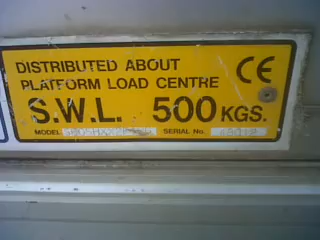 DISTRIBUTED ABOUT
PLATFORM LOAD CENTRE CE
S.W.L. 500 KGS.
MODEL SERIAL No.